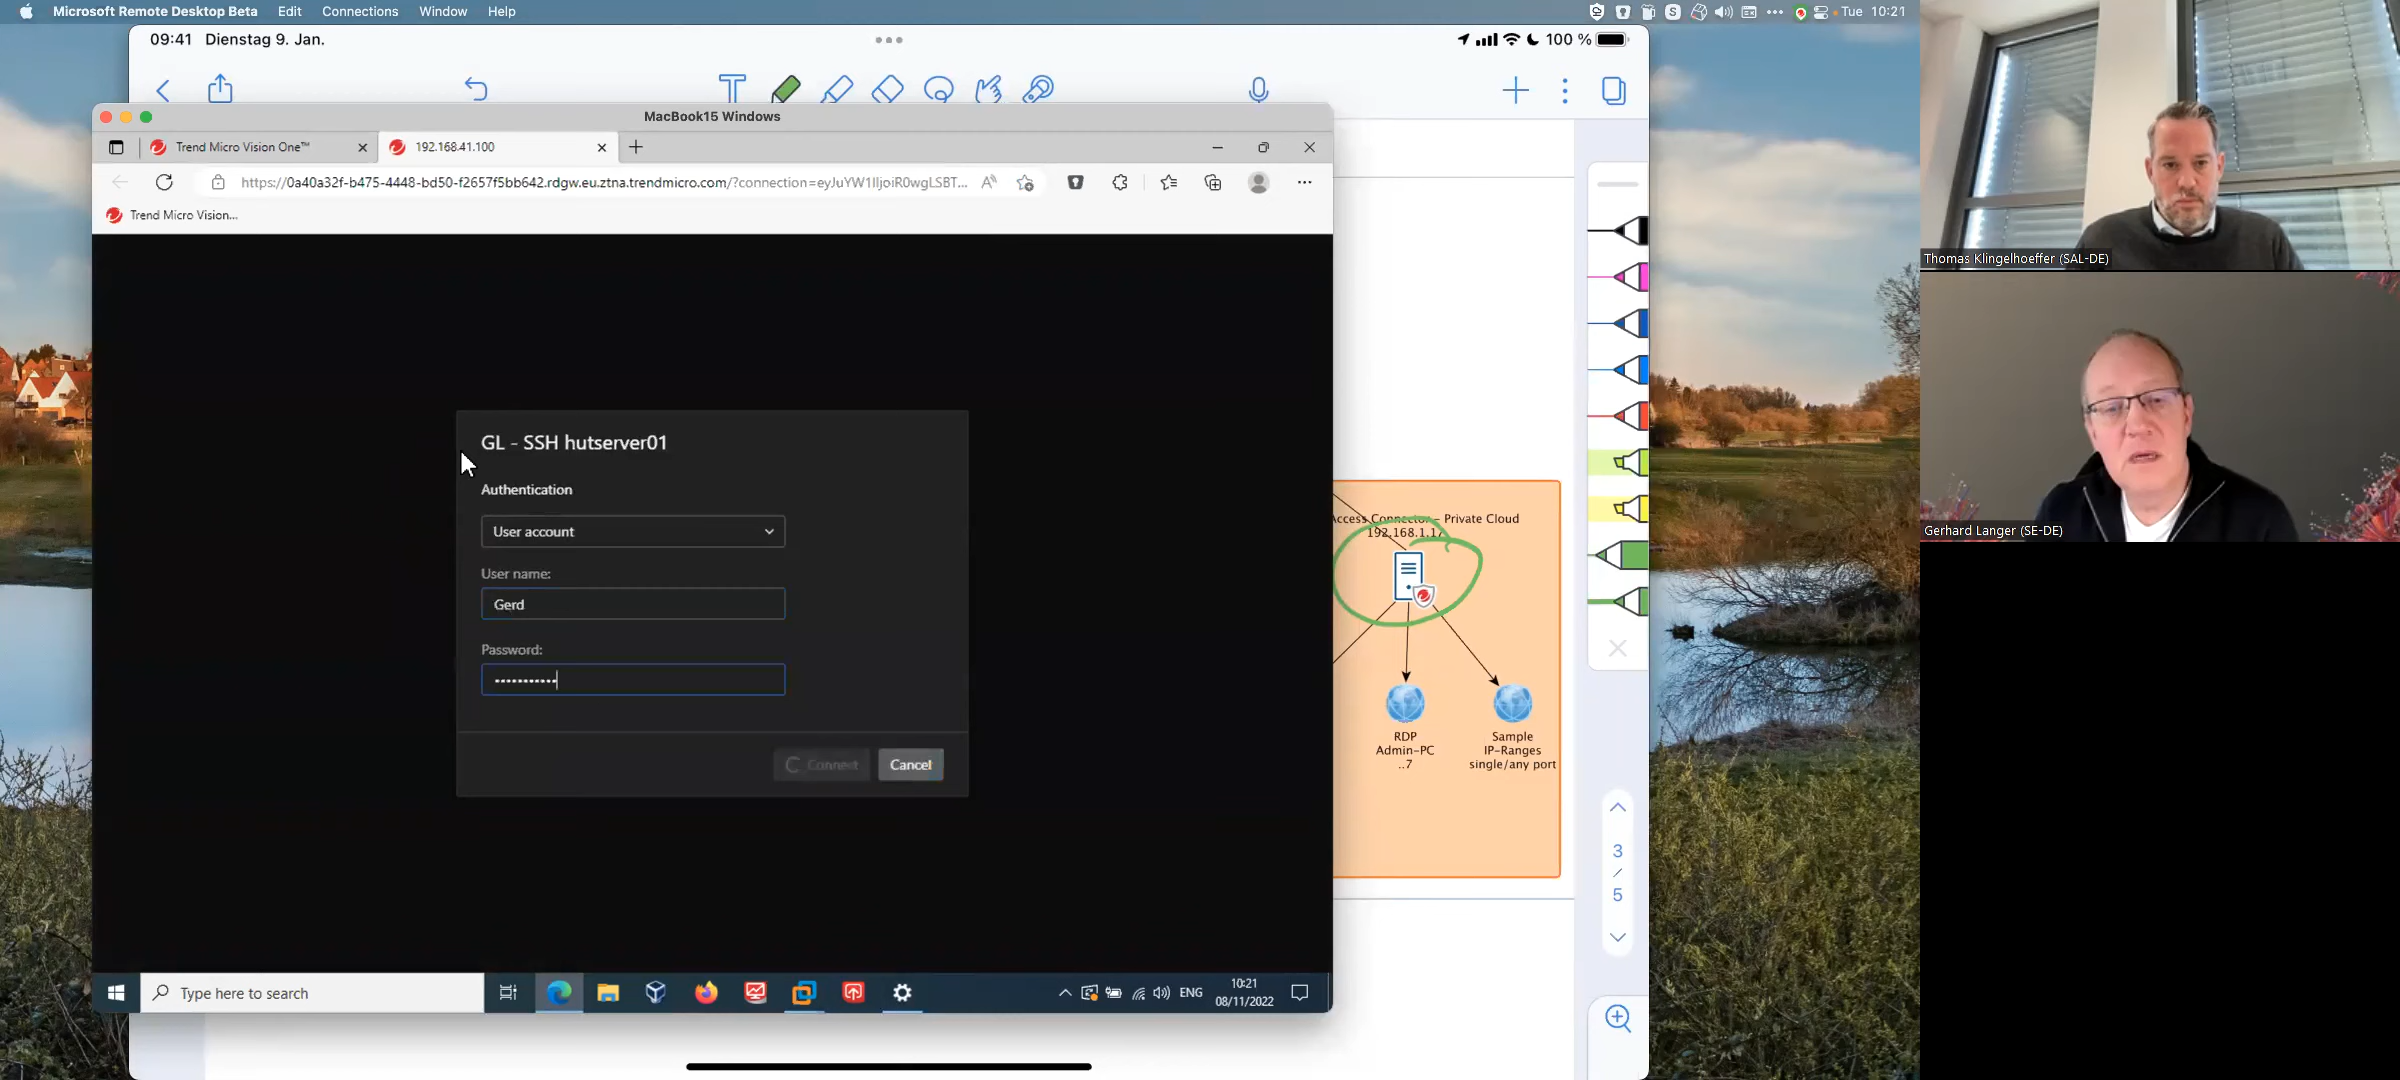 Microsoft Remote Desktop Beta Edit Connections Window Help
Tue 10:21
09:41 Dienstag 9. Jan.
100 %
MacBook15 Windows
Trend Micro Vision One™
192.168.41.100
https://0a40a32f-b475-4448-bd50-f2657f5bb642.rdgw.eu.ztna.trendmicro.com/?connection=eyJuYW1lIjoiR0wgLSBT...
Trend Micro Vision...
GL - SSH hutserver01
Authentication
User account
User name:
Gerd
Password:
•••••••••••
Connect
Cancel
Access Connector - Private Cloud
RDP
Admin-PC
..7
Sample
IP-Ranges
single/any port
3
/
5
Type here to search
ENG
10:21
08/11/2022
Thomas Klingelhoeffer (SAL-DE)
Gerhard Langer (SE-DE)